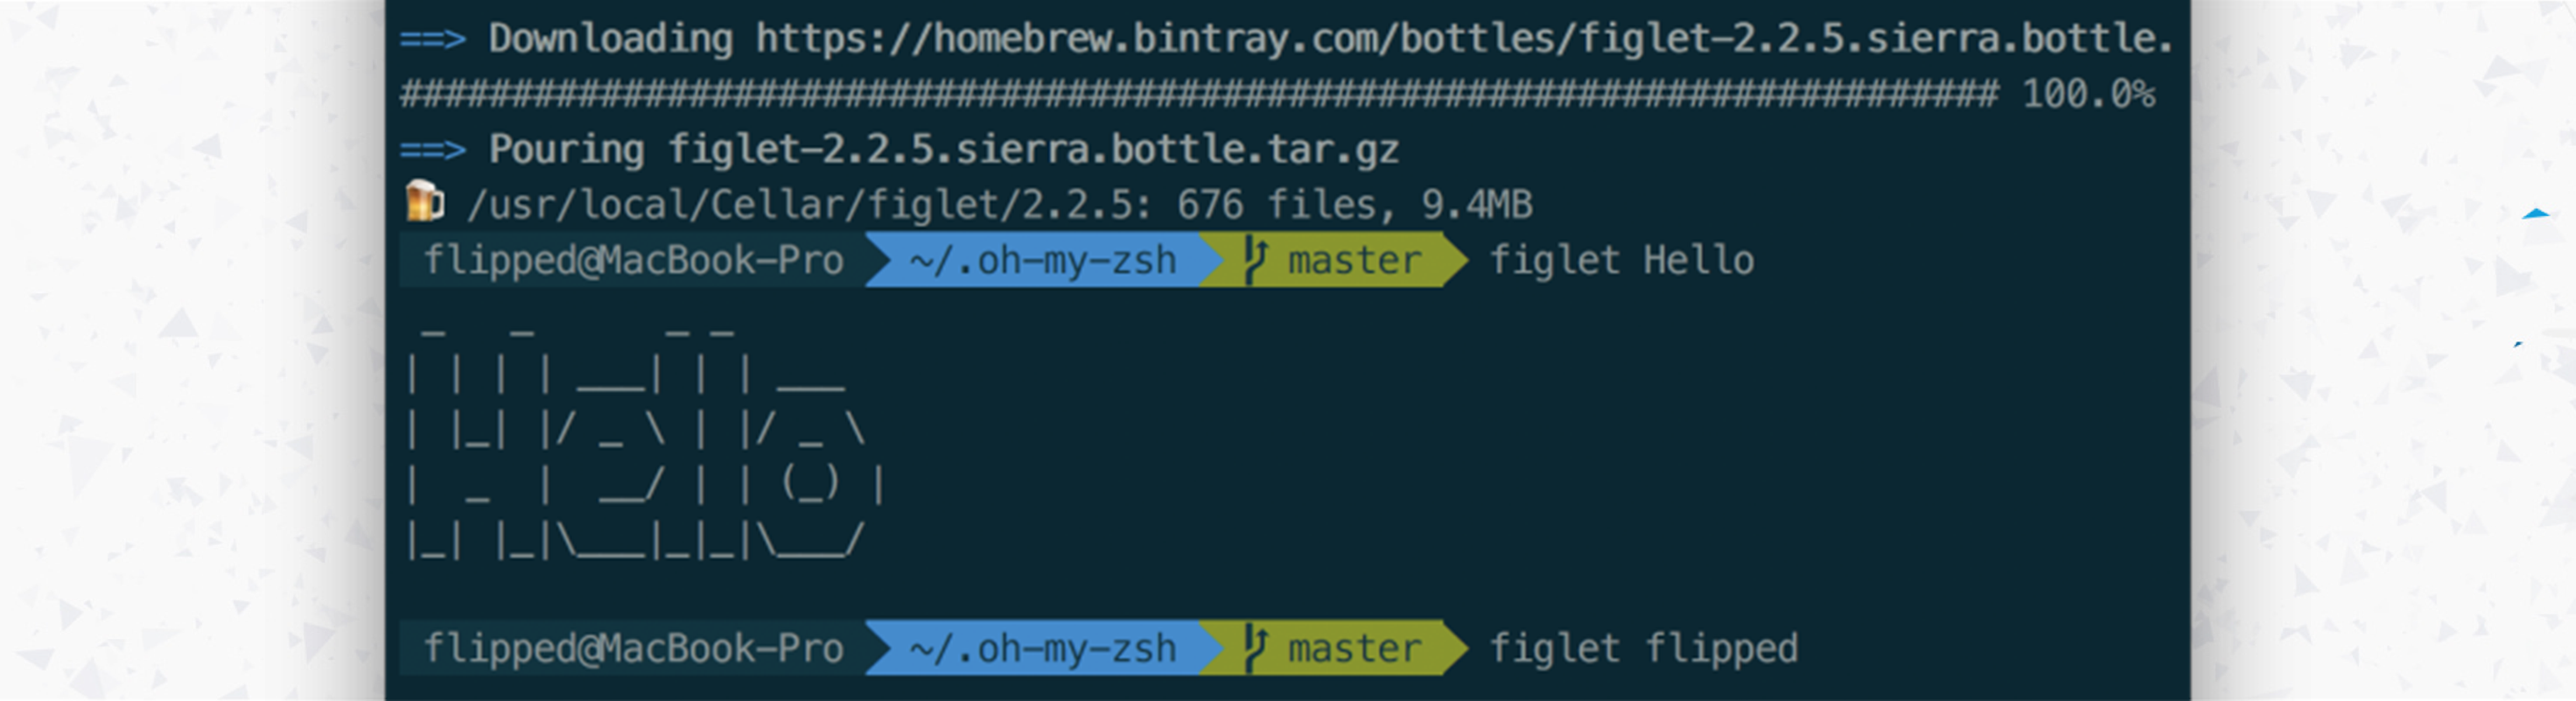 ==> Downloading https://homebrew.bintray.com/bottles/figlet-2.2.5.sierra.bottle.
######################################################################## 100.0%
==> Pouring figlet-2.2.5.sierra.bottle.tar.gz
🍺 /usr/local/Cellar/figlet/2.2.5: 676 files, 9.4MB
flipped@MacBook-Pro ~/.oh-my-zsh master figlet Hello
 _   _      _ _
| | | | ___| | | ___
| |_| |/ _ \ | |/ _ \
|  _  |  __/ | | (_) |
|_| |_|\___|_|_|\___/
flipped@MacBook-Pro ~/.oh-my-zsh master figlet flipped